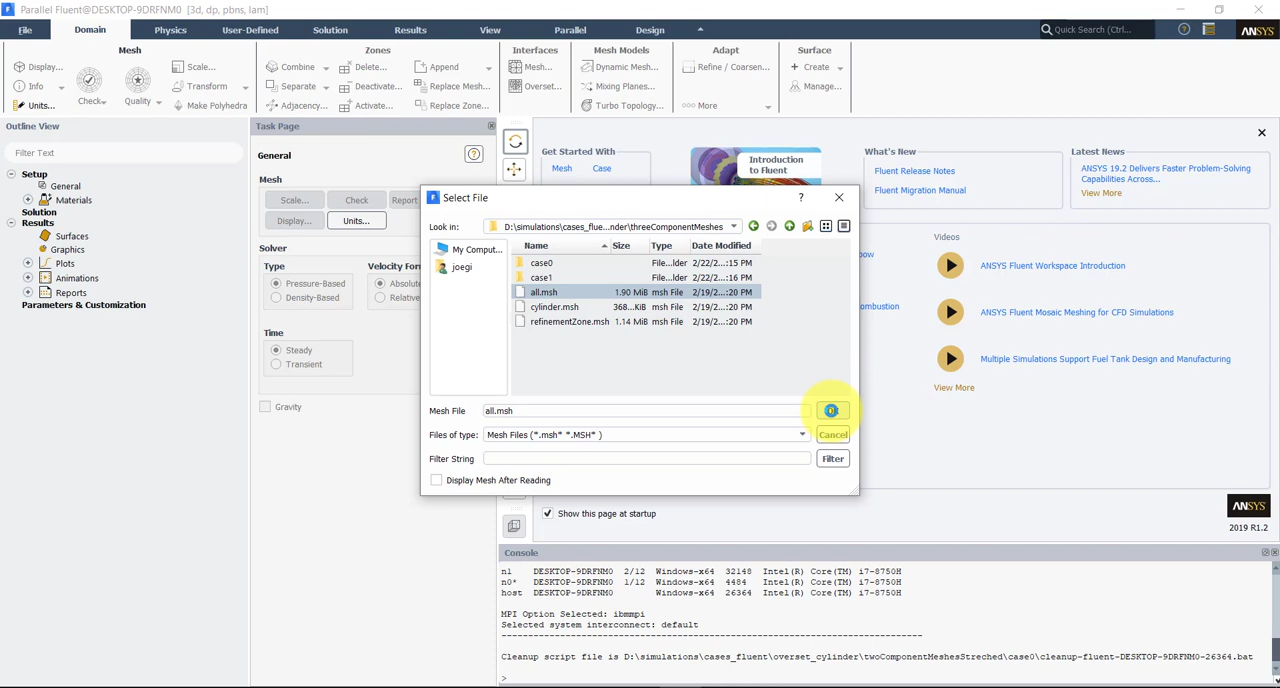 Parallel Fluent@DESKTOP-9DRFNM0 [3d, dp, pbns, lam]
File Domain Physics User-Defined Solution Results View Parallel Design Quick Search (Ctrl... ANSYS
Mesh Zones Interfaces Mesh Models Adapt Surface
Display... Scale... Combine Delete... Append Mesh... Dynamic Mesh... Refine / Coarsen... Create
Info Transform Separate Deactivate... Replace Mesh... Overset... Mixing Planes... Manage...
Units... Check Quality Make Polyhedra Adjacency... Activate... Replace Zone... Turbo Topology... More
Outline View
Filter Text
Setup
General
Materials
Solution
Results
Surfaces
Graphics
Plots
Animations
Reports
Parameters & Customization
Task Page
General
Mesh
Scale... Check Report
Display... Units...
Solver
Type Velocity Form
Pressure-Based Absolute
Density-Based Relative
Time
Steady
Transient
Gravity
Get Started With
Mesh Case
Introduction
to Fluent
What's New
Fluent Release Notes
Fluent Migration Manual
Latest News
ANSYS 19.2 Delivers Faster Problem-Solving
Capabilities Across...
View More
Videos
ANSYS Fluent Workspace Introduction
ANSYS Fluent Mosaic Meshing for CFD Simulations
Multiple Simulations Support Fuel Tank Design and Manufacturing
View More
ombustion
Select File
Look in: D:\simulations\cases_flue...nder\threeComponentMeshes
My Comput...
joegi
Name Size Type Date Modified
case0 File...lder 2/22/2...:15 PM
case1 File...lder 2/22/2...:16 PM
all.msh 1.90 MiB msh File 2/19/2...:20 PM
cylinder.msh 368...KiB msh File 2/19/2...:20 PM
refinementZone.msh 1.14 MiB msh File 2/19/2...:20 PM
Mesh File all.msh
Files of type: Mesh Files (*.msh* *.MSH* ) Cancel
Filter String Filter
Display Mesh After Reading
Show this page at startup
ANSYS
2019 R1.2
Console
n1 DESKTOP-9DRFNM0 2/12 Windows-x64 32148 Intel(R) Core(TM) i7-8750H
n0* DESKTOP-9DRFNM0 1/12 Windows-x64 4484 Intel(R) Core(TM) i7-8750H
host DESKTOP-9DRFNM0 Windows-x64 26364 Intel(R) Core(TM) i7-8750H
MPI Option Selected: ibmmpi
Selected system interconnect: default
--------------------------------------------------------------------------------
Cleanup script file is D:\simulations\cases_fluent\overset_cylinder\twoComponentMeshesStreched\case0\cleanup-fluent-DESKTOP-9DRFNM0-26364.bat
>